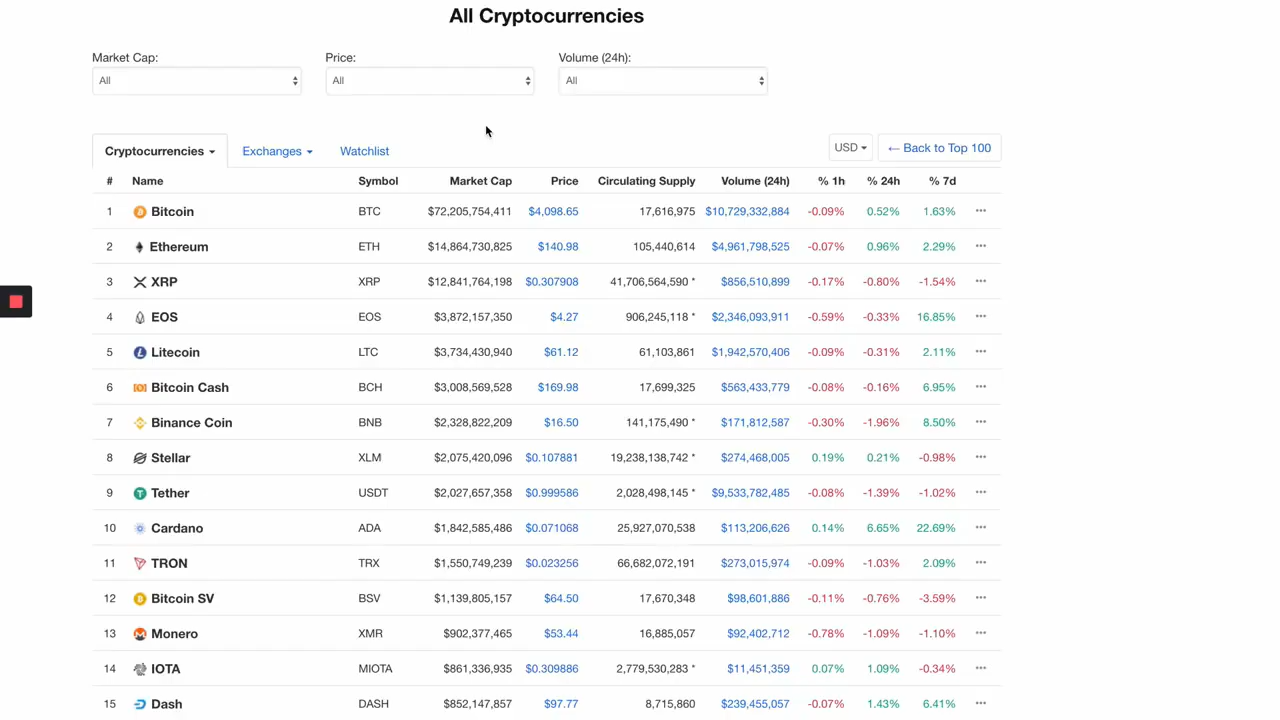 All Cryptocurrencies
Market Cap: Price: Volume (24h):
All All All
Cryptocurrencies Exchanges Watchlist USD ← Back to Top 100
# Name Symbol Market Cap Price Circulating Supply Volume (24h) % 1h % 24h % 7d
1 Bitcoin BTC $72,205,754,411 $4,098.65 17,616,975 $10,729,332,884 -0.09% 0.52% 1.63% ...
2 Ethereum ETH $14,864,730,825 $140.98 105,440,614 $4,961,798,525 -0.07% 0.96% 2.29% ...
3 XRP XRP $12,841,764,198 $0.307908 41,706,564,590 * $856,510,899 -0.17% -0.80% -1.54% ...
4 EOS EOS $3,872,157,350 $4.27 906,245,118 * $2,346,093,911 -0.59% -0.33% 16.85% ...
5 Litecoin LTC $3,734,430,940 $61.12 61,103,861 $1,942,570,406 -0.09% -0.31% 2.11% ...
6 Bitcoin Cash BCH $3,008,569,528 $169.98 17,699,325 $563,433,779 -0.08% -0.16% 6.95% ...
7 Binance Coin BNB $2,328,822,209 $16.50 141,175,490 * $171,812,587 -0.30% -1.96% 8.50% ...
8 Stellar XLM $2,075,420,096 $0.107881 19,238,138,742 * $274,468,005 0.19% 0.21% -0.98% ...
9 Tether USDT $2,027,657,358 $0.999586 2,028,498,145 * $9,533,782,485 -0.08% -1.39% -1.02% ...
10 Cardano ADA $1,842,585,486 $0.071068 25,927,070,538 $113,206,626 0.14% 6.65% 22.69% ...
11 TRON TRX $1,550,749,239 $0.023256 66,682,072,191 $273,015,974 -0.09% -1.03% 2.09% ...
12 Bitcoin SV BSV $1,139,805,157 $64.50 17,670,348 $98,601,886 -0.11% -0.76% -3.59% ...
13 Monero XMR $902,377,465 $53.44 16,885,057 $92,402,712 -0.78% -1.09% -1.10% ...
14 IOTA MIOTA $861,336,935 $0.309886 2,779,530,283 * $11,451,359 0.07% 1.09% -0.34% ...
15 Dash DASH $852,147,857 $97.77 8,715,860 $239,455,057 -0.07% 1.43% 6.41% ...